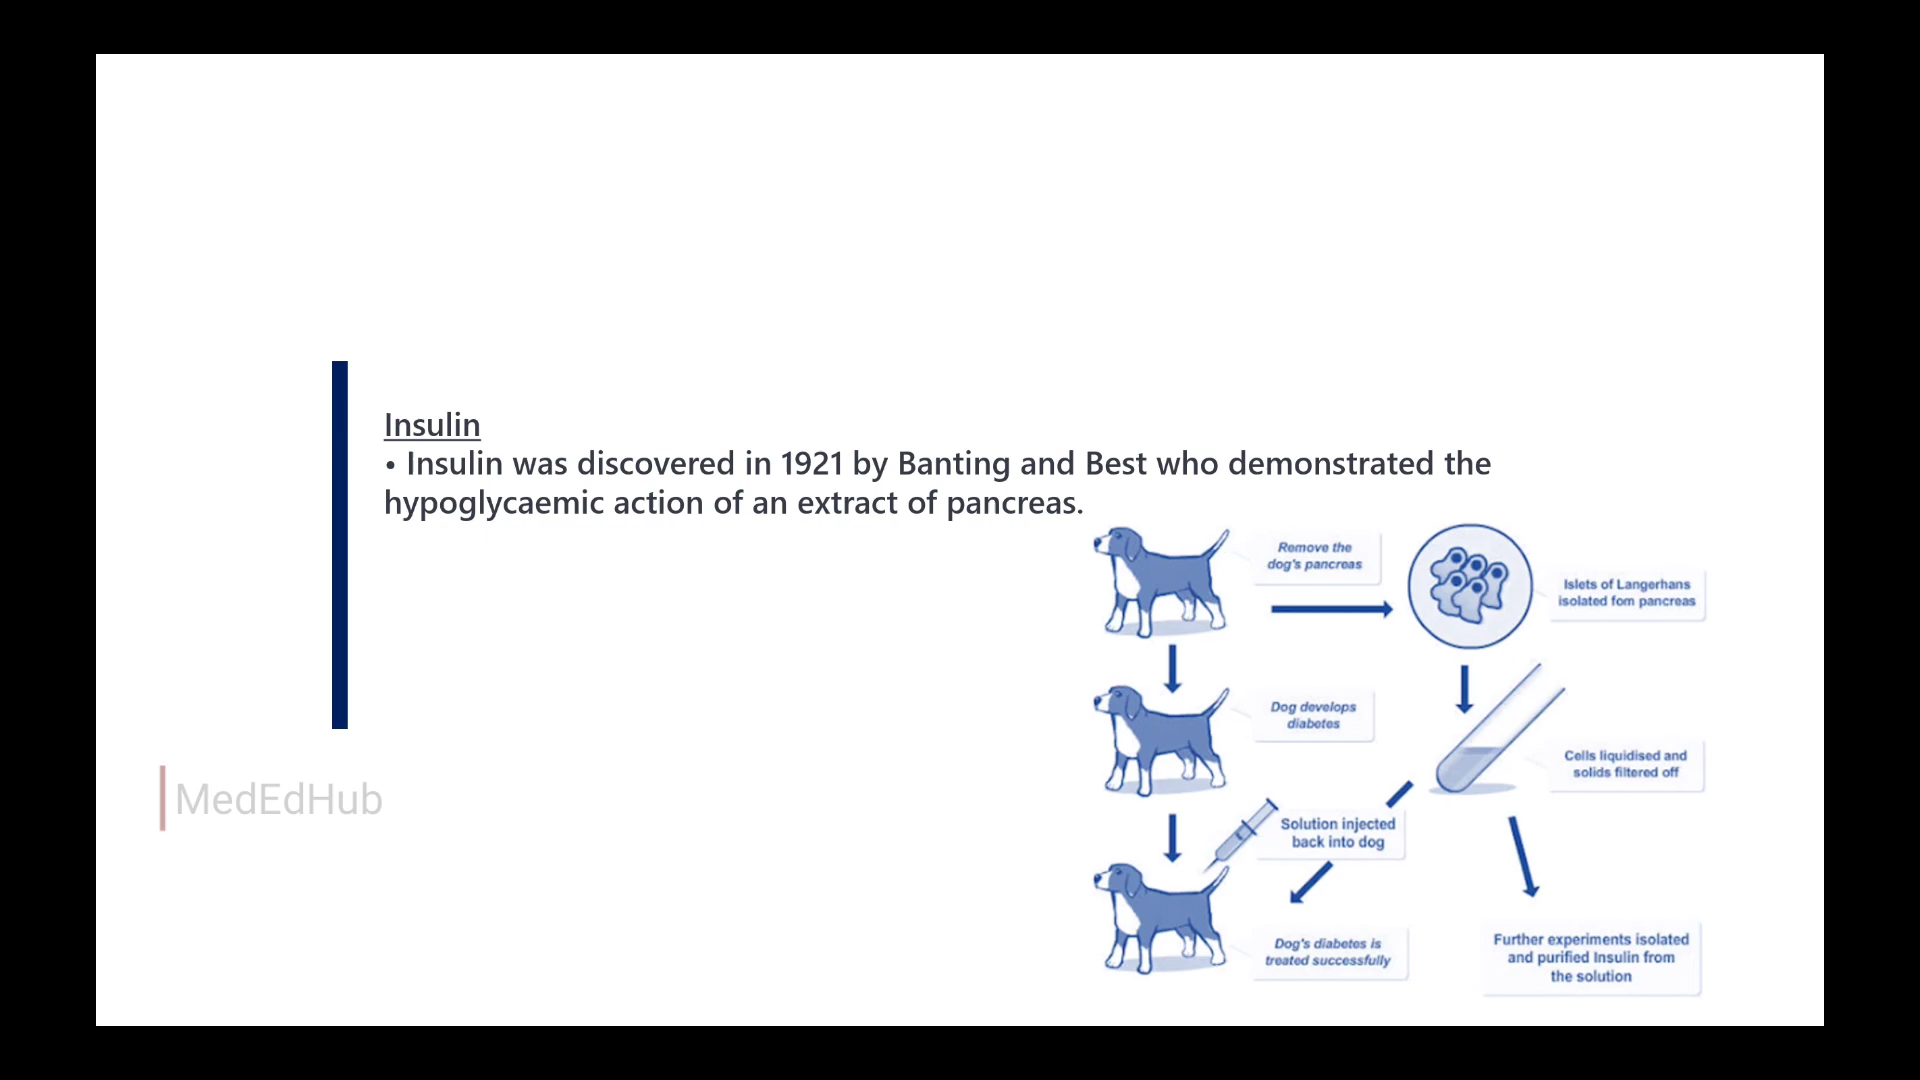 Insulin
• Insulin was discovered in 1921 by Banting and Best who demonstrated the
hypoglycaemic action of an extract of pancreas.
Remove the
dog's pancreas
Islets of Langerhans
isolated fom pancreas
Dog develops
diabetes
Cells liquidised and
solids filtered off
Solution injected
back into dog
Dog's diabetes is
treated successfully
Further experiments isolated
and purified Insulin from
the solution
MedEdHub